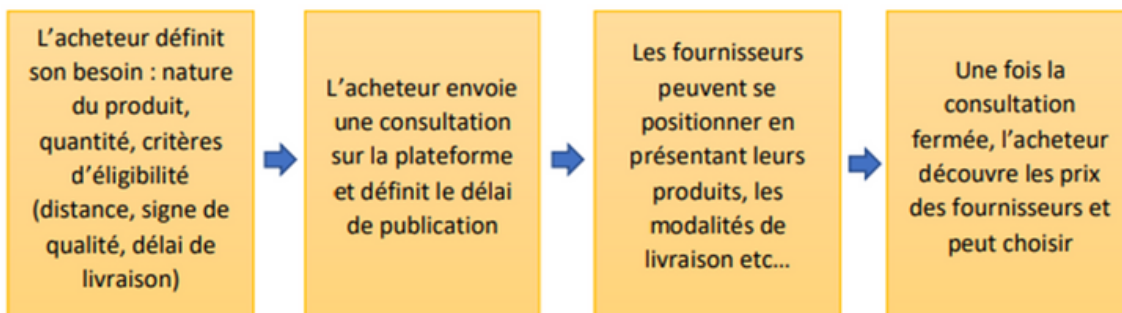 L’acheteur définit
son besoin : nature
du produit,
quantité, critères
d’éligibilité
(distance, signe de
qualité, délai de
livraison)
L’acheteur envoie
une consultation
sur la plateforme
et définit le délai
de publication
Les fournisseurs
peuvent se
positionner en
présentant leurs
produits, les
modalités de
livraison etc…
Une fois la
consultation
fermée, l’acheteur
découvre les prix
des fournisseurs et
peut choisir